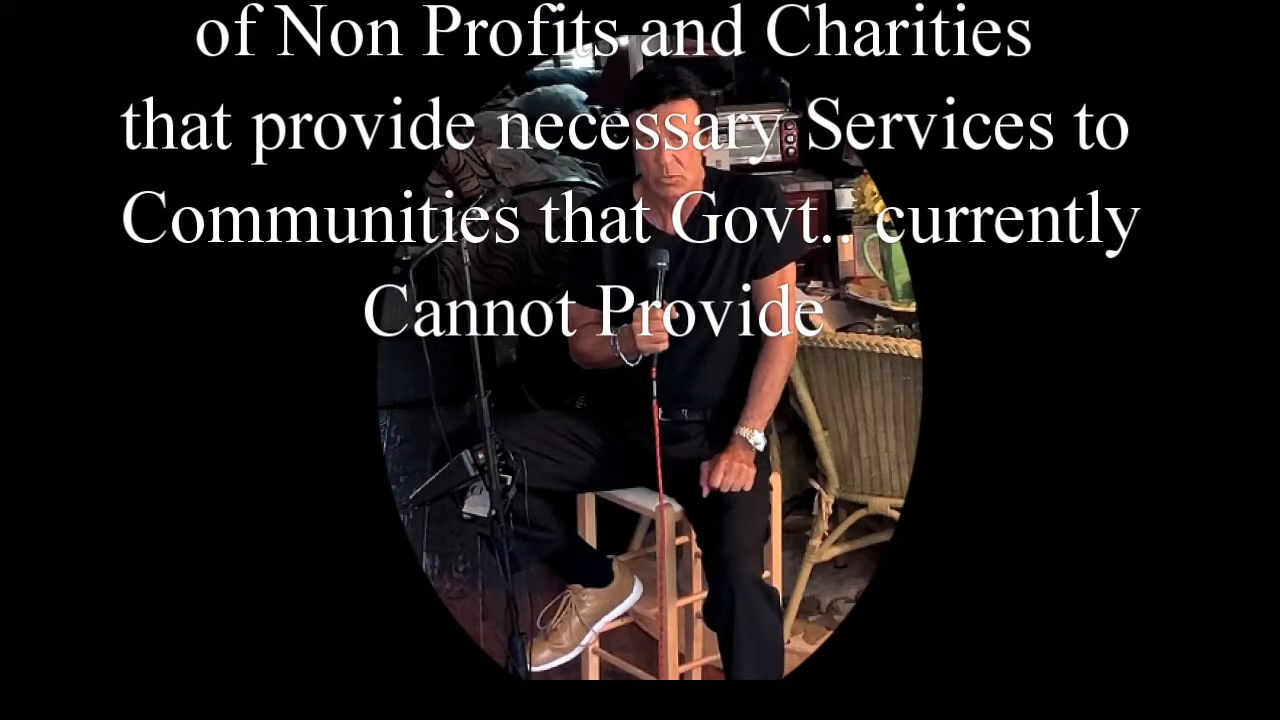 of Non Profits and Charities
that provide necessary Services to
Communities that Govt.. currently
Cannot Provide